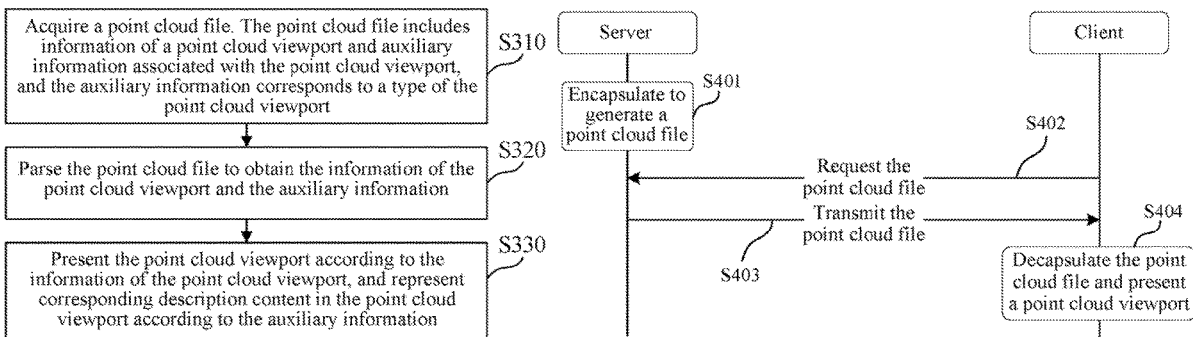 Acquire a point cloud file. The point cloud file includes
information of a point cloud viewport and auxiliary
information associated with the point cloud viewport,
and the auxiliary information corresponds to a type of the
point cloud viewport
S310
Parse the point cloud file to obtain the information of the
point cloud viewport and the auxiliary information
S320
Present the point cloud viewport according to the
information of the point cloud viewport, and represent
corresponding description content in the point cloud
viewport according to the auxiliary information
S330
Server
Client
S401
Encapsulate to
generate a
point cloud file
S402
Request the
point cloud file
Transmit the
point cloud file
S403
S404
Decapsulate the point
cloud file and present
a point cloud viewport